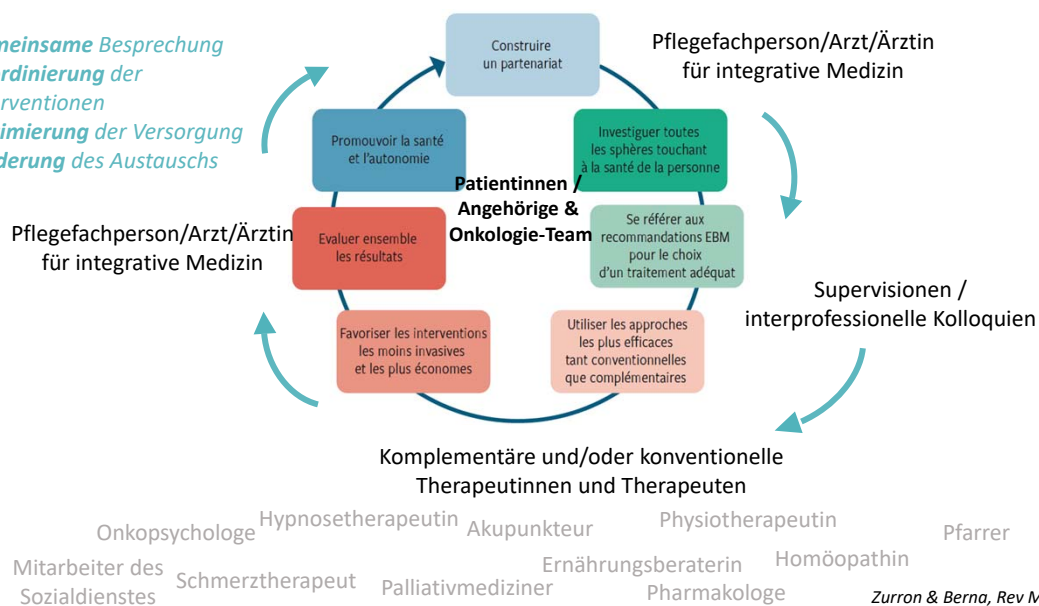 meinsame Besprechung
rdinierung der
rventionen
imierung der Versorgung
derung des Austauschs
Construire
un partenariat
Pflegefachperson/Arzt/Ärztin
für integrative Medizin
Promouvoir la santé
et l'autonomie
Investiguer toutes
les sphères touchant
à la santé de la personne
Patientinnen /
Angehörige &
Onkologie-Team
Pflegefachperson/Arzt/Ärztin
für integrative Medizin
Evaluer ensemble
les résultats
Se référer aux
recommandations EBM
pour le choix
d'un traitement adéquat
Supervisionen /
interprofessionelle Kolloquien
Favoriser les interventions
les moins invasives
et les plus économes
Utiliser les approches
les plus efficaces
tant conventionnelles
que complémentaires
Komplementäre und/oder konventionelle
Therapeutinnen und Therapeuten
Onkopsychologe Hypnosetherapeutin Akupunkteur Physiotherapeutin Pfarrer
Mitarbeiter des
Sozialdienstes
Schmerztherapeut Palliativmediziner Ernährungsberaterin Homöopathin
Pharmakologe
Zurron & Berna, Rev M